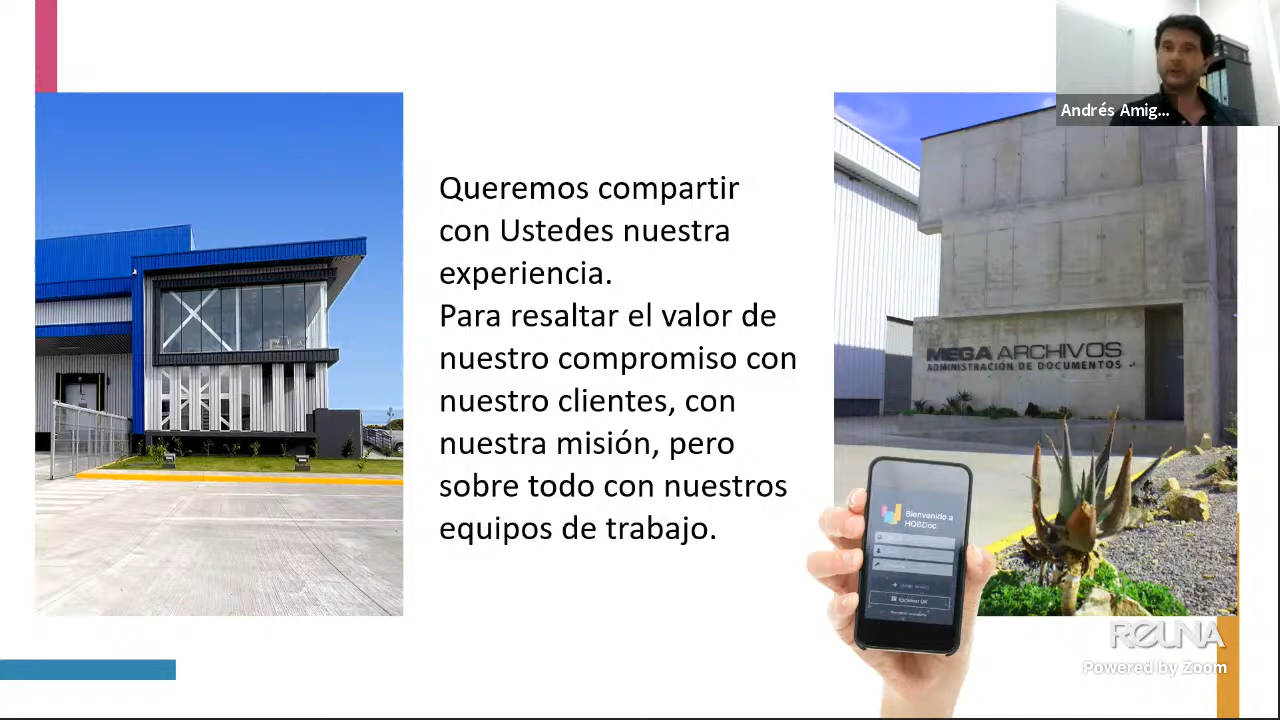 Andrés Amig...
Queremos compartir
con Ustedes nuestra
experiencia.
Para resaltar el valor de
nuestro compromiso con
nuestro clientes, con
nuestra misión, pero
sobre todo con nuestros
equipos de trabajo.
MEGA ARCHIVOS
ADMINISTRACIÓN DE DOCUMENTOS
Bienvenido a
HQBDoc
REUNA
Powered by Zoom